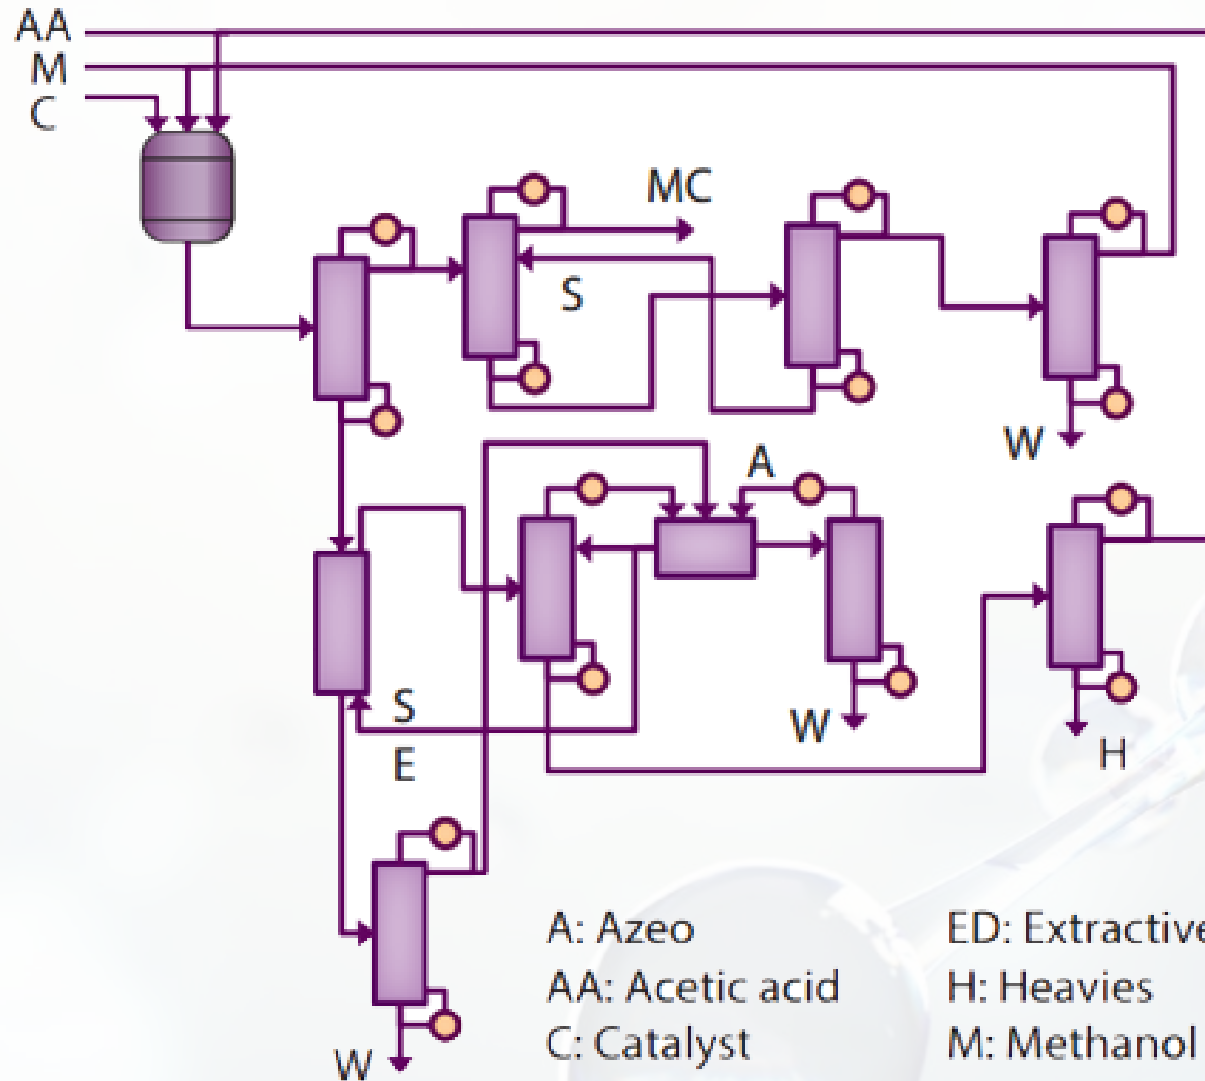 AA
M
C
MC
S
W
A
S
E
W
H
W
A: Azeo
AA: Acetic acid
C: Catalyst
ED: Extractive
H: Heavies
M: Methanol